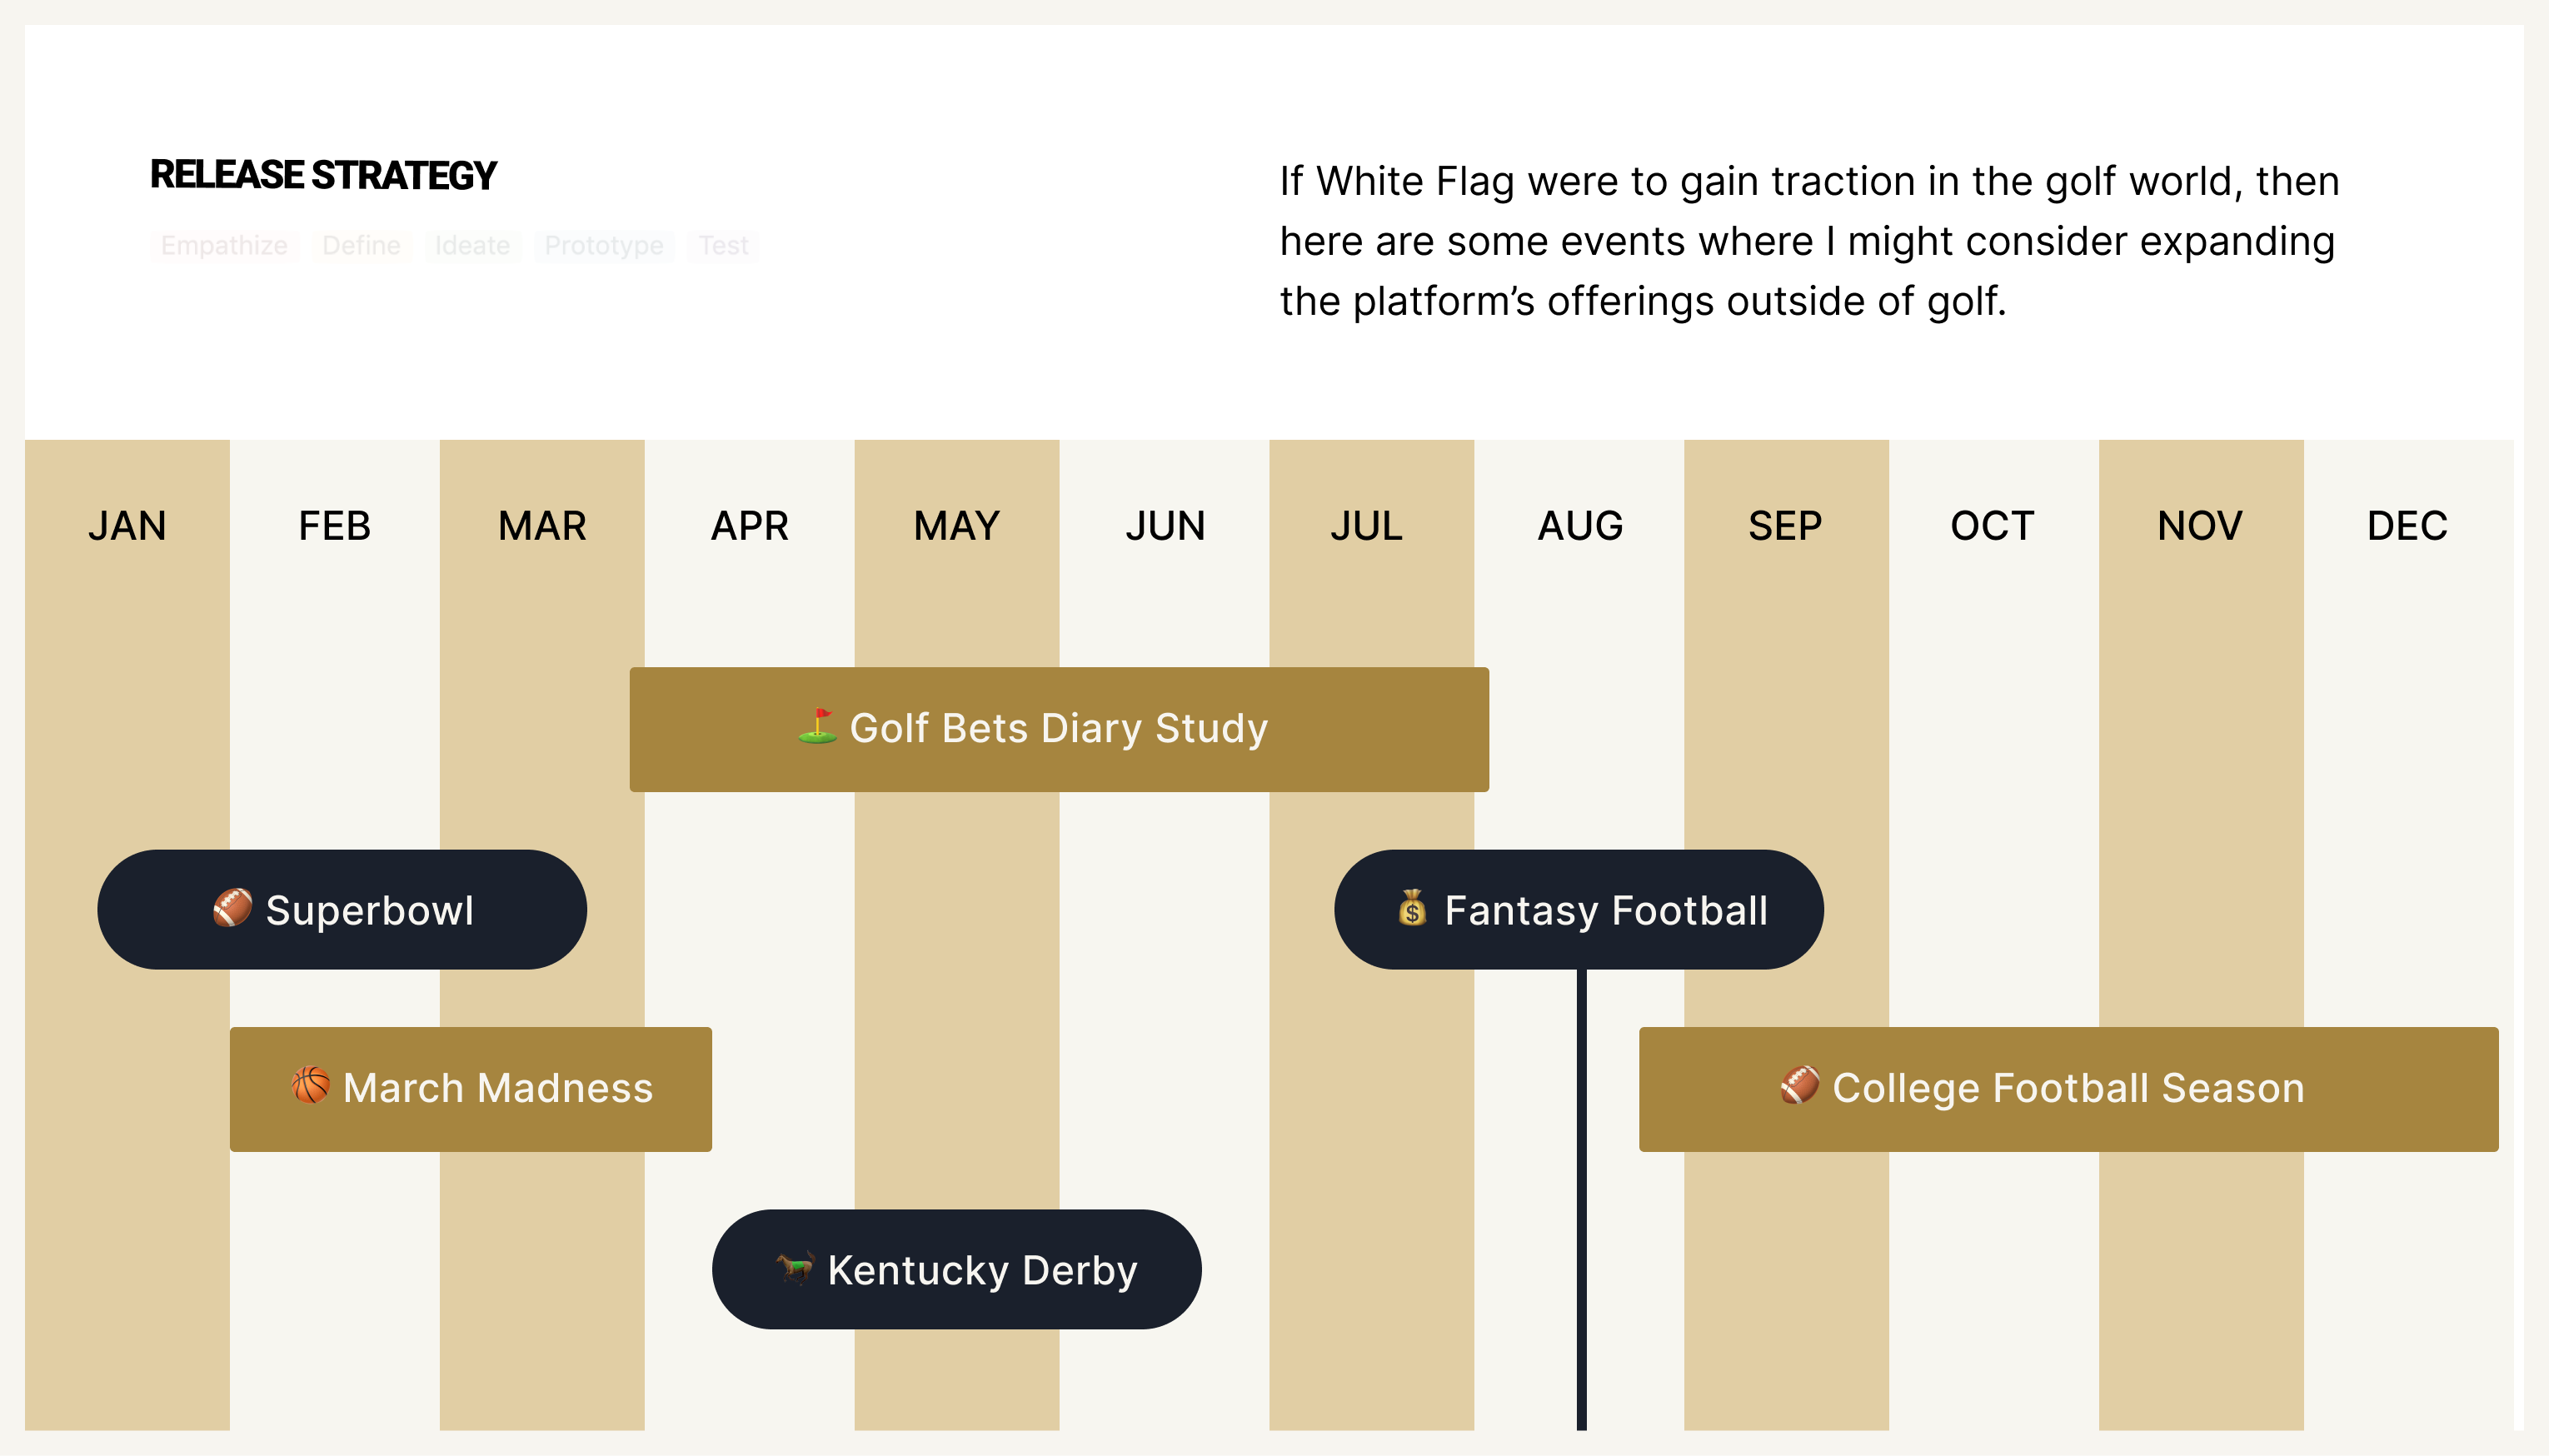 RELEASE STRATEGY
Empathize Define Ideate Prototype Test
If White Flag were to gain traction in the golf world, then
here are some events where I might consider expanding
the platform’s offerings outside of golf.
JAN FEB MAR APR MAY JUN JUL AUG SEP OCT NOV DEC
Golf Bets Diary Study
Superbowl
Fantasy Football
March Madness
College Football Season
Kentucky Derby